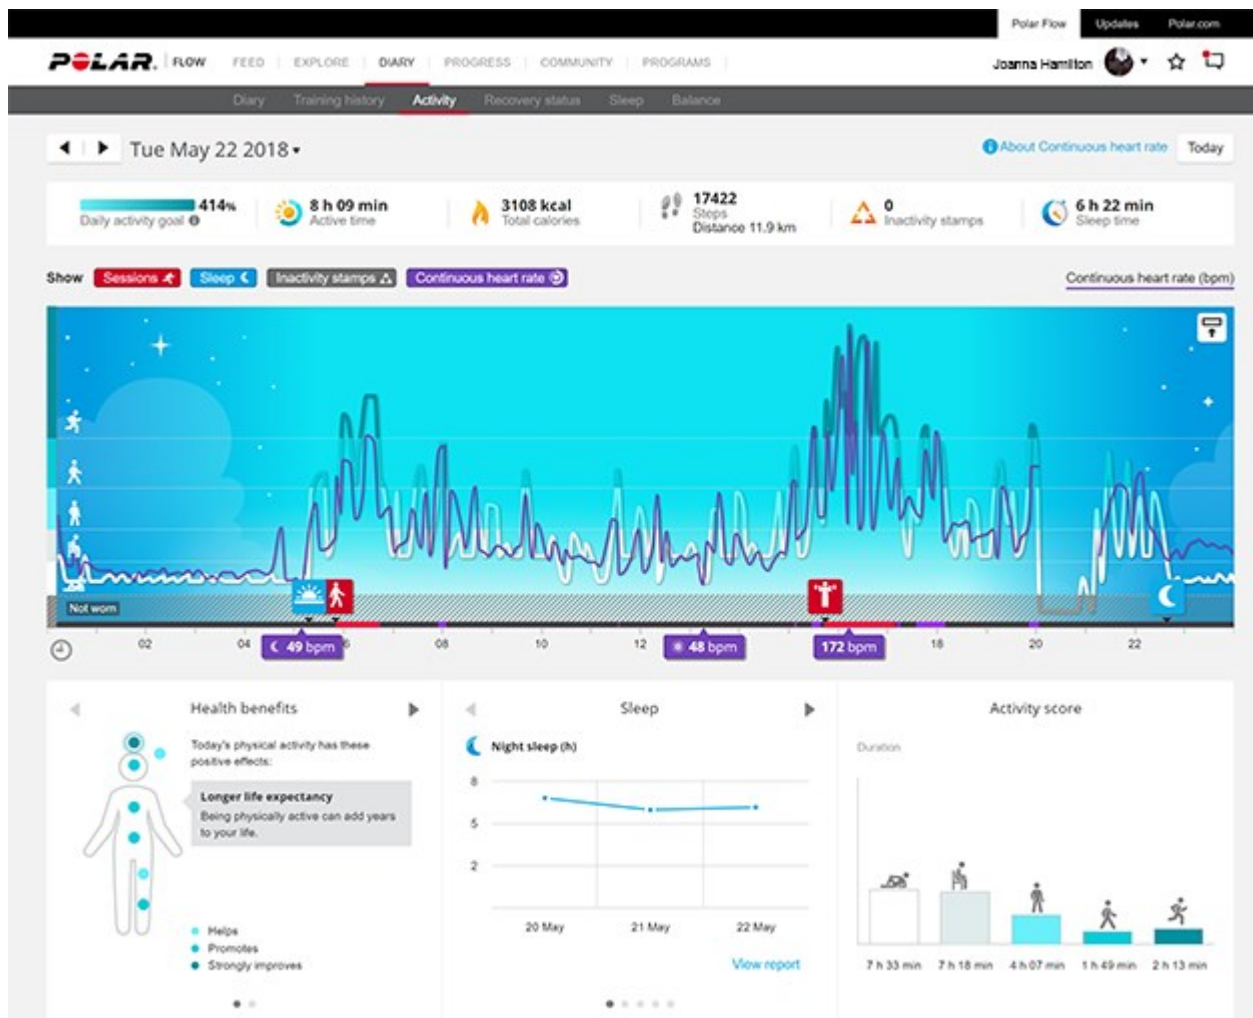 Polar Flow Updates Polar.com
POLAR. FLOW FEED EXPLORE DIARY PROGRESS COMMUNITY PROGRAMS Joanna Hamilton
Diary Training history Activity Recovery status Sleep Balance
Tue May 22 2018 About Continuous heart rate Today
414%
Daily activity goal
8 h 09 min
Active time
3108 kcal
Total calories
17422
Steps
Distance 11.9 km
0
Inactivity stamps
6 h 22 min
Sleep time
Show Sessions Sleep Inactivity stamps Continuous heart rate Continuous heart rate (bpm)
Not worn
02 04 6 08 10 12 16 20 22
49 bpm 48 bpm 172 bpm
Health benefits
Today's physical activity has these
positive effects:
Longer life expectancy
Being physically active can add years
to your life.
Helps
Promotes
Strongly improves
Sleep
Night sleep (h)
8
5
2
20 May 21 May 22 May
View report
Activity score
Duration
7 h 33 min 7 h 18 min 4 h 07 min 1 h 49 min 2 h 13 min